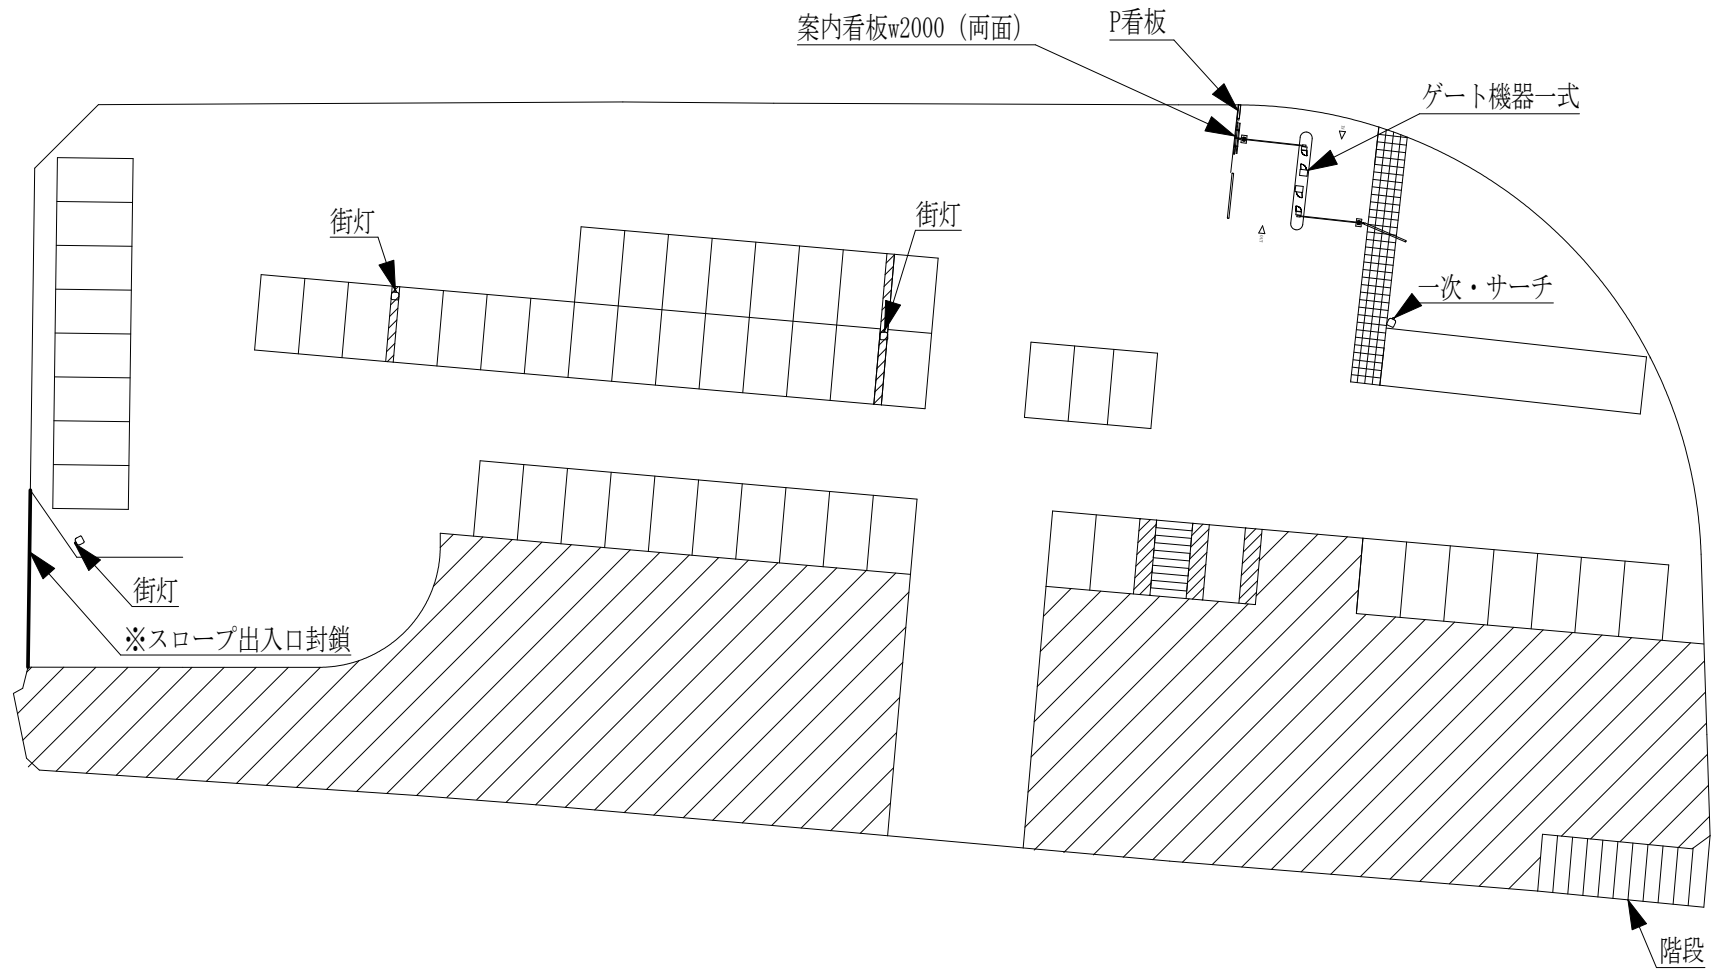 案内看板w2000（両面）
P看板
ゲート機器一式
街灯
街灯
一次・サーチ
街灯
※スロープ出入口封鎖
階段